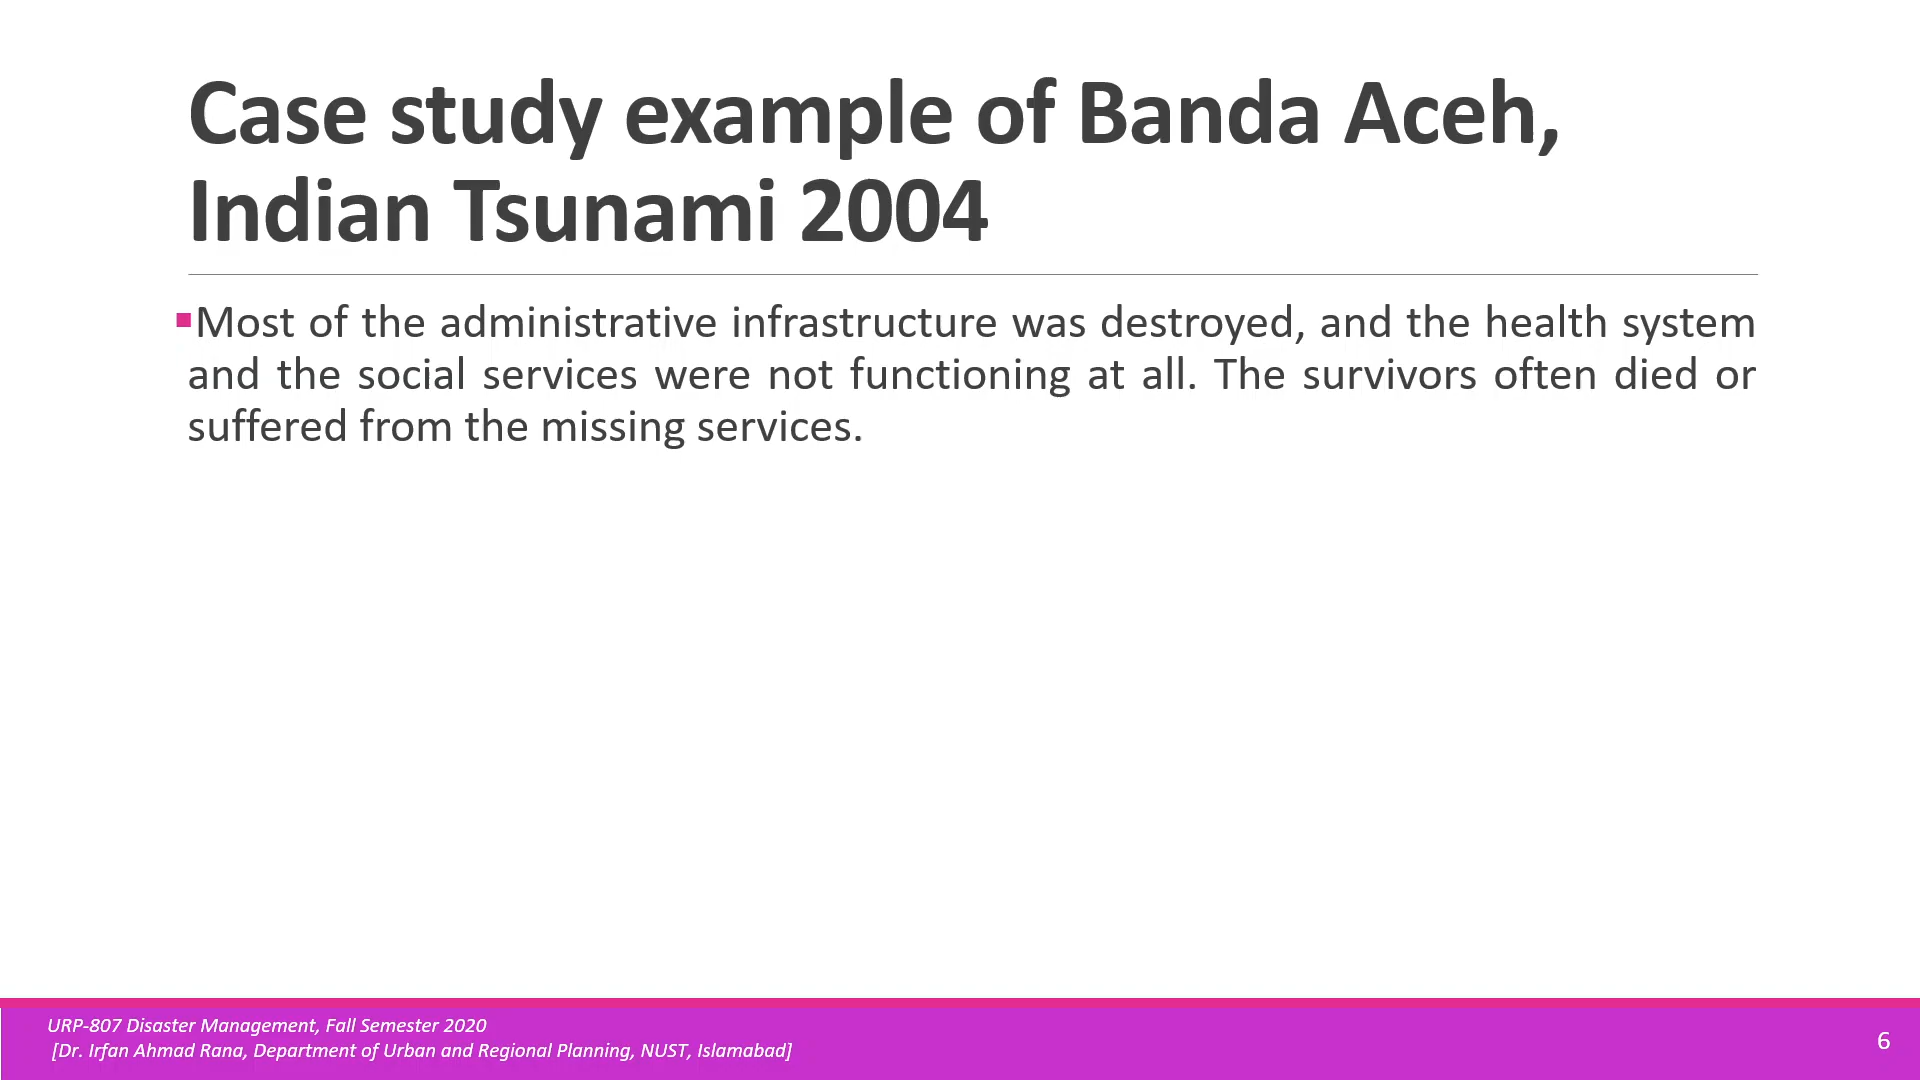 Case study example of Banda Aceh,
Indian Tsunami 2004
▪Most of the administrative infrastructure was destroyed, and the health system
and the social services were not functioning at all. The survivors often died or
suffered from the missing services.
URP-807 Disaster Management, Fall Semester 2020
[Dr. Irfan Ahmad Rana, Department of Urban and Regional Planning, NUST, Islamabad]
6